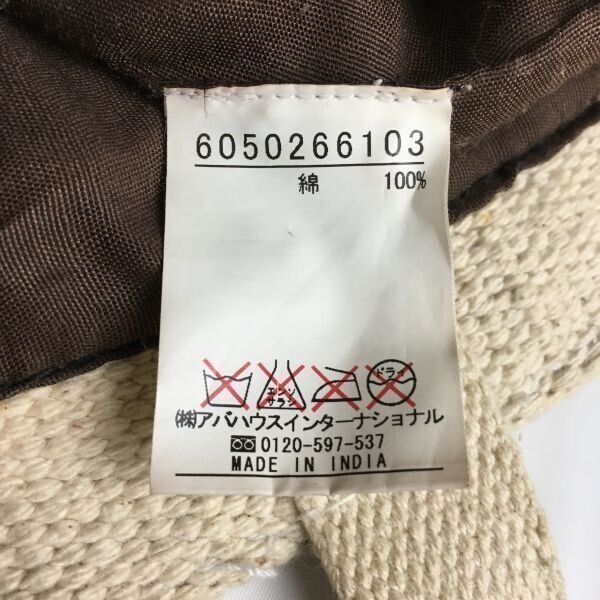 6050266103
綿 100%
エンソ サラシ ドライ
㈱アバハウスインターナショナル
0120-597-537
MADE IN INDIA